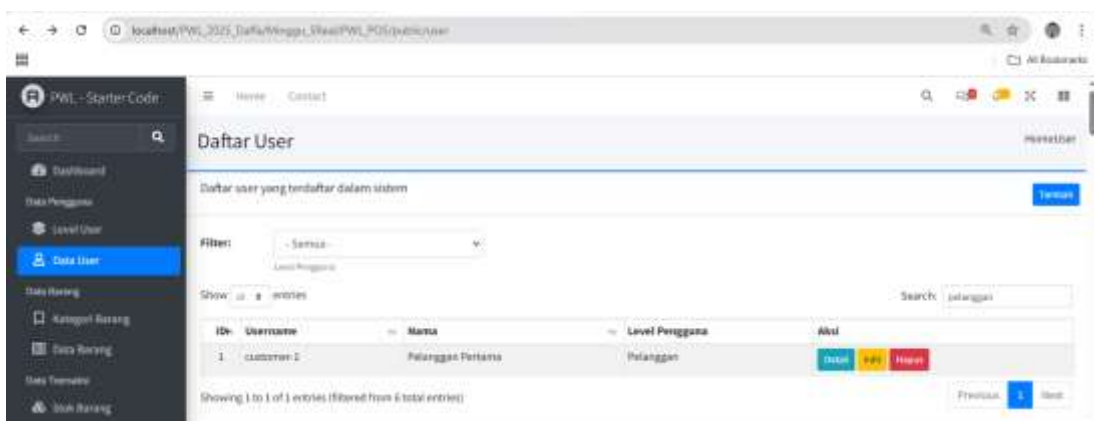 localhost/PWL_2025_Daffa/Minggu_5/
All Bookmarks
PWL - Starter Code
Home Contact
Search
Daftar User
Home User
Dashboard
Daftar user yang terdaftar dalam sistem
Tambah
Data Pengguna
Level User
Filter:
- Semua -
Data User
Level Pengguna
Data Barang
Show 10 entries
Search: pelanggan
Kategori Barang
ID Username Nama Level Pengguna Aksi
Data Barang
1 customer-1 Pelanggan Pertama Pelanggan Detail Edit Hapus
Data Transaksi
Stok Barang
Showing 1 to 1 of 1 entries (filtered from 6 total entries)
Previous 1 Next